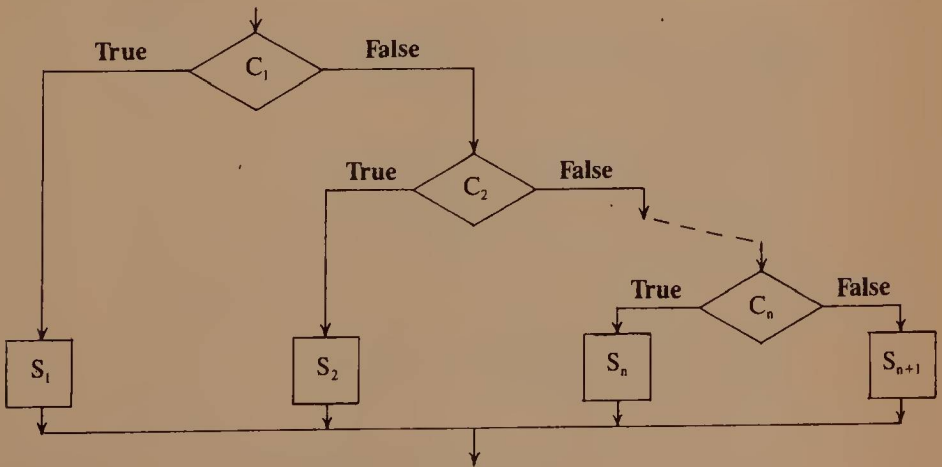 True False
C₁
True False
C₂
True False
Cₙ
S₁ S₂ Sₙ Sₙ₊₁